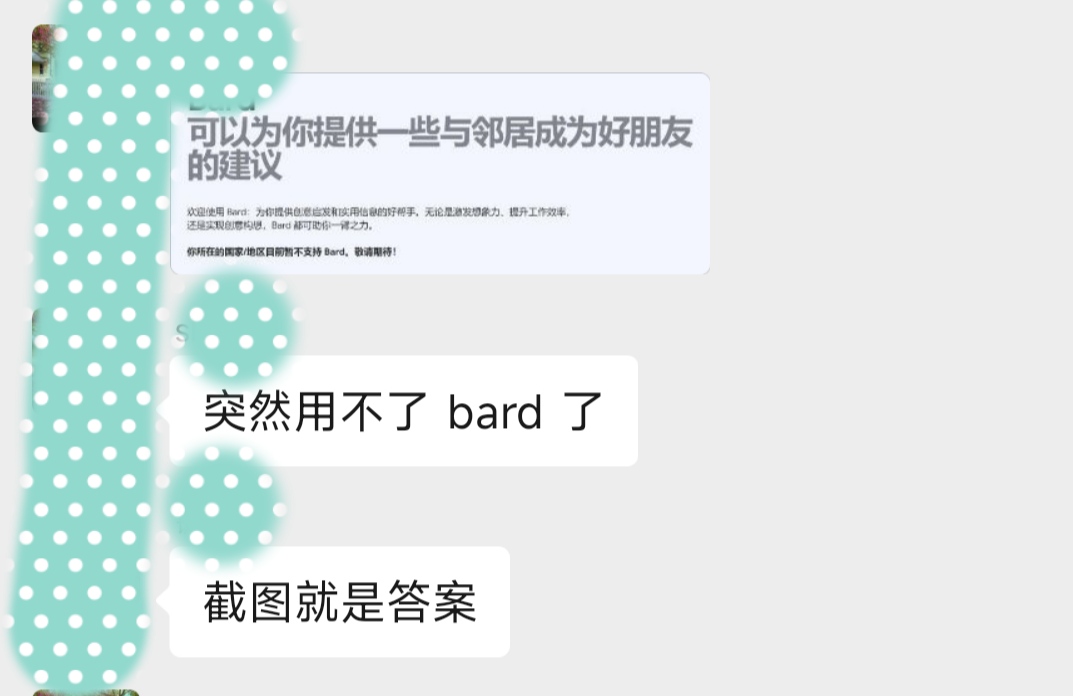 可以为你提供一些与邻居成为好朋友
的建议
欢迎使用 Bard：为你提供创意启发和实用信息的好帮手。无论是激发想象力、提升工作效率，
还是实现创意构想，Bard 都可助你一臂之力。
你所在的国家/地区目前暂不支持 Bard。敬请期待！
突然用不了 bard 了
截图就是答案